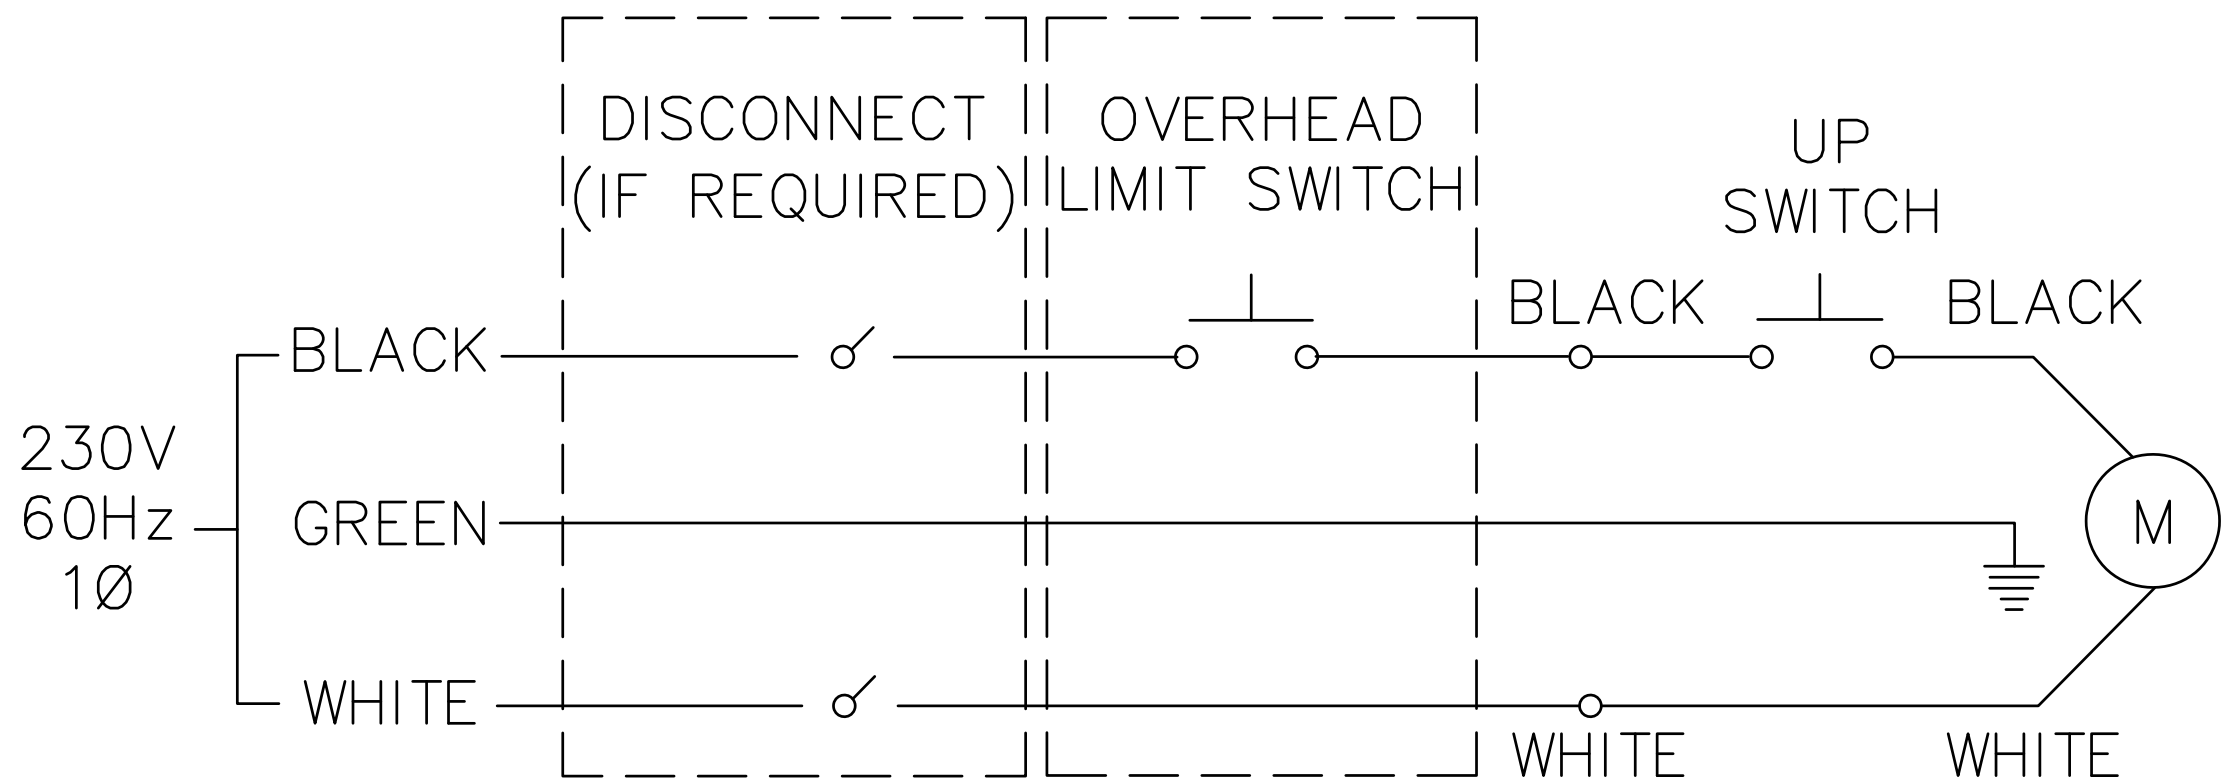 DISCONNECT
(IF REQUIRED)
OVERHEAD
LIMIT SWITCH
UP
SWITCH
BLACK
BLACK
BLACK
230V
60Hz
1Ø
GREEN
M
WHITE
WHITE
WHITE